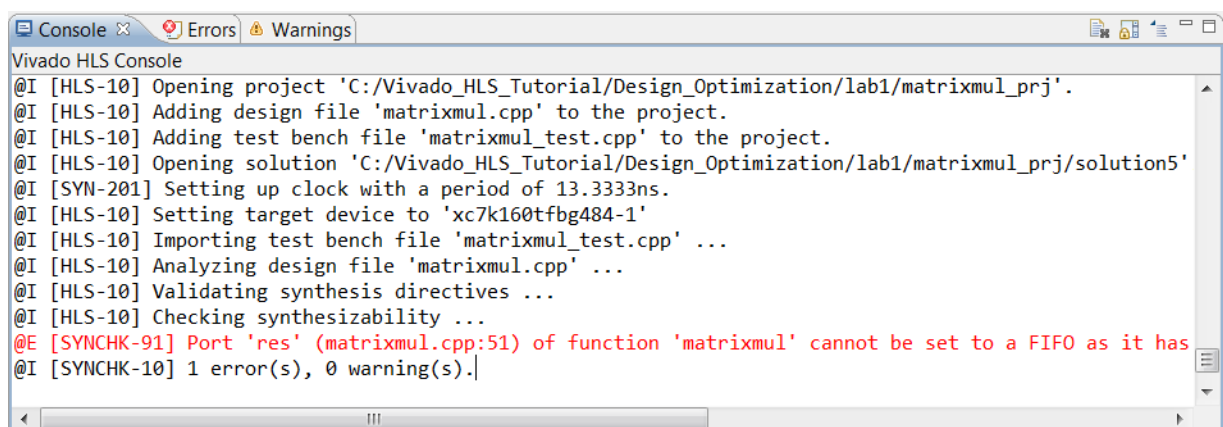 Console Errors Warnings
Vivado HLS Console
@I [HLS-10] Opening project 'C:/Vivado_HLS_Tutorial/Design_Optimization/lab1/matrixmul_prj'.
@I [HLS-10] Adding design file 'matrixmul.cpp' to the project.
@I [HLS-10] Adding test bench file 'matrixmul_test.cpp' to the project.
@I [HLS-10] Opening solution 'C:/Vivado_HLS_Tutorial/Design_Optimization/lab1/matrixmul_prj/solution5'
@I [SYN-201] Setting up clock with a period of 13.3333ns.
@I [HLS-10] Setting target device to 'xc7k160tfbg484-1'
@I [HLS-10] Importing test bench file 'matrixmul_test.cpp' ...
@I [HLS-10] Analyzing design file 'matrixmul.cpp' ...
@I [HLS-10] Validating synthesis directives ...
@I [HLS-10] Checking synthesizability ...
@E [SYNCHK-91] Port 'res' (matrixmul.cpp:51) of function 'matrixmul' cannot be set to a FIFO as it has
@I [SYNCHK-10] 1 error(s), 0 warning(s).